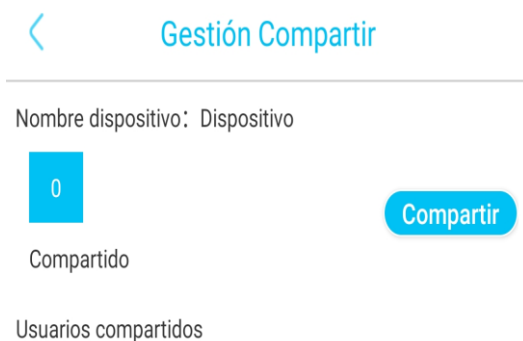 Gestión Compartir
Nombre dispositivo: Dispositivo
0
Compartir
Compartido
Usuarios compartidos